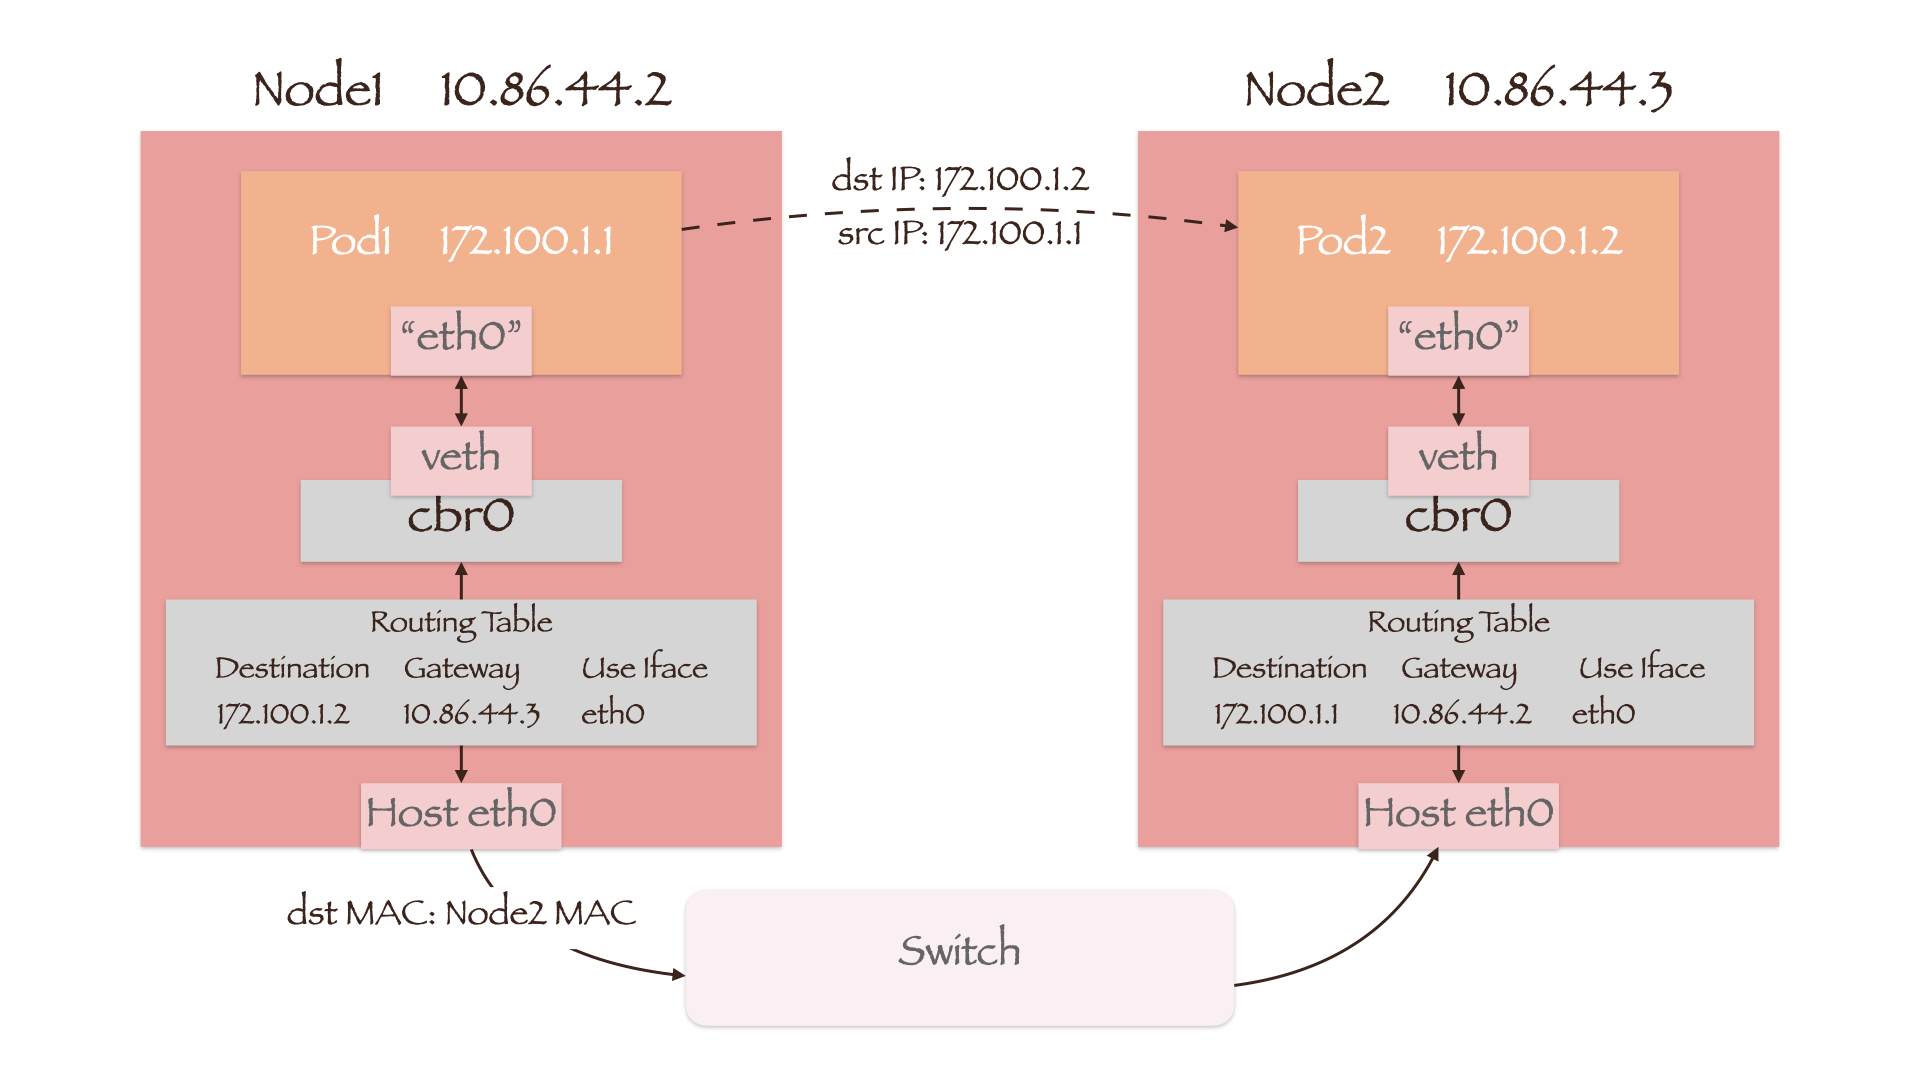 Node1 10.86.44.2
Node2 10.86.44.3
dst IP: 172.100.1.2
src IP: 172.100.1.1
Pod1 172.100.1.1
“eth0”
veth
cbr0
Routing Table
Destination Gateway Use Iface
172.100.1.2 10.86.44.3 eth0
Host eth0
Pod2 172.100.1.2
“eth0”
veth
cbr0
Routing Table
Destination Gateway Use Iface
172.100.1.1 10.86.44.2 eth0
Host eth0
dst MAC: Node2 MAC
Switch